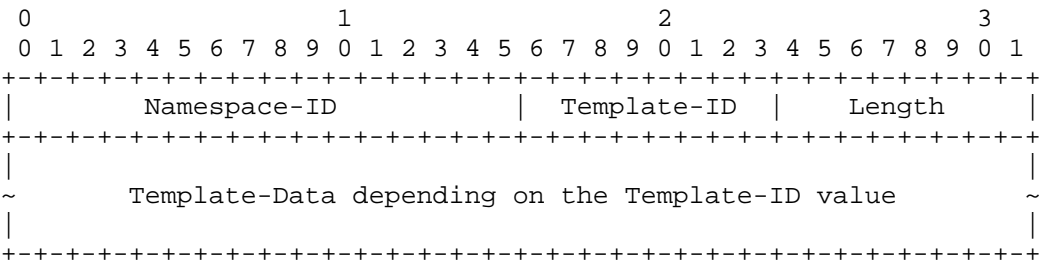 0                   1                   2                   3
 0 1 2 3 4 5 6 7 8 9 0 1 2 3 4 5 6 7 8 9 0 1 2 3 4 5 6 7 8 9 0 1
+-+-+-+-+-+-+-+-+-+-+-+-+-+-+-+-+-+-+-+-+-+-+-+-+-+-+-+-+-+-+-+-+
|        Namespace-ID           |  Template-ID  |    Length     |
+-+-+-+-+-+-+-+-+-+-+-+-+-+-+-+-+-+-+-+-+-+-+-+-+-+-+-+-+-+-+-+-+
|                                                               |
~       Template-Data depending on the Template-ID value        ~
|                                                               |
+-+-+-+-+-+-+-+-+-+-+-+-+-+-+-+-+-+-+-+-+-+-+-+-+-+-+-+-+-+-+-+-+